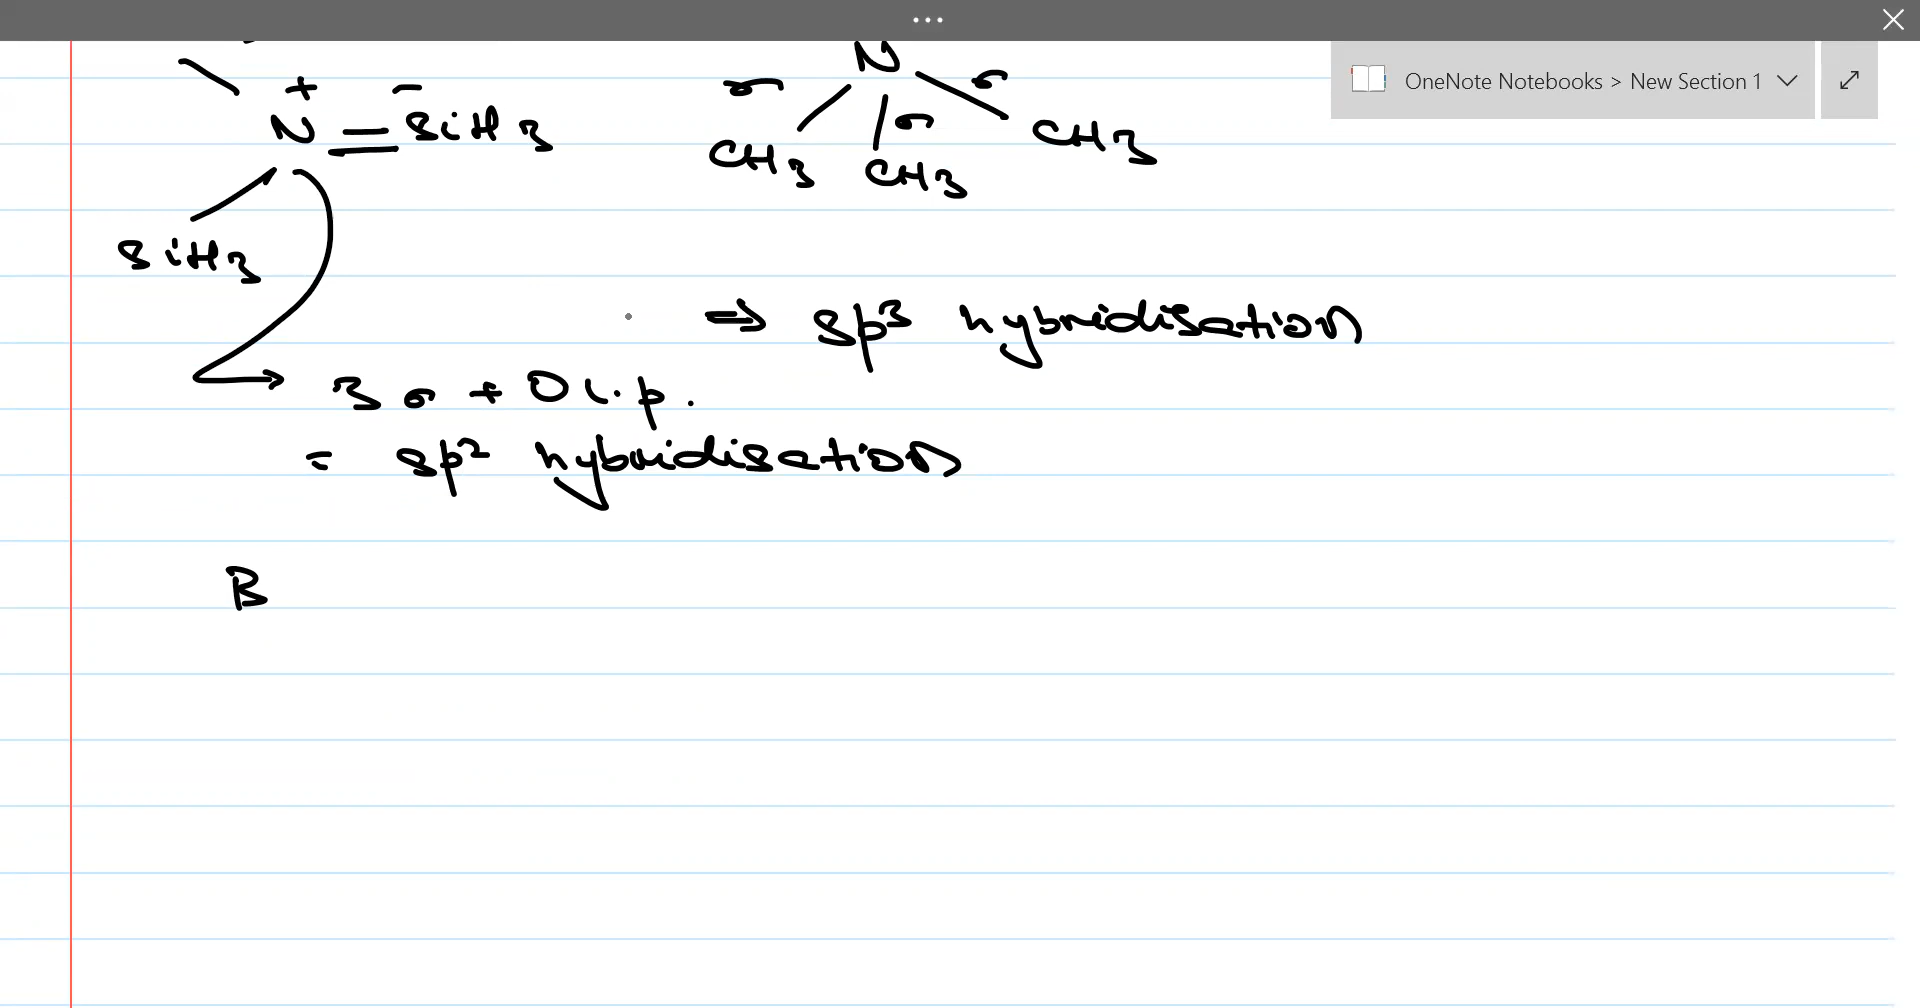 ...
OneNote Notebooks > New Section 1
N
+ –
N = SiH3
σ σ σ
CH3 CH3 CH3
SiH3
⇒ sp³ hybridisation
3 σ + 0 l.p.
= sp² hybridisation
B